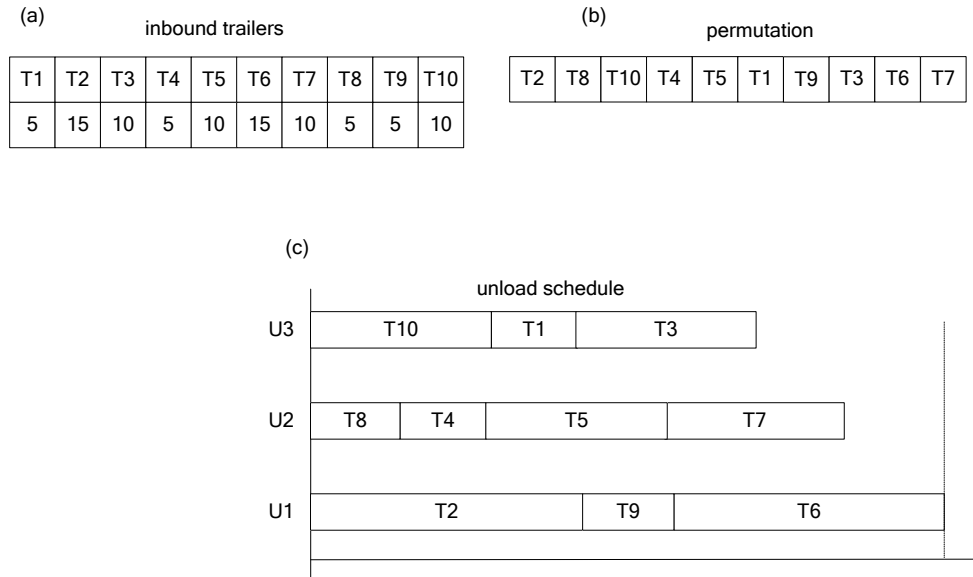 (a)
inbound trailers
T1 T2 T3 T4 T5 T6 T7 T8 T9 T10
5 15 10 5 10 15 10 5 5 10
(b)
permutation
T2 T8 T10 T4 T5 T1 T9 T3 T6 T7
(c)
unload schedule
U3 T10 T1 T3
U2 T8 T4 T5 T7
U1 T2 T9 T6